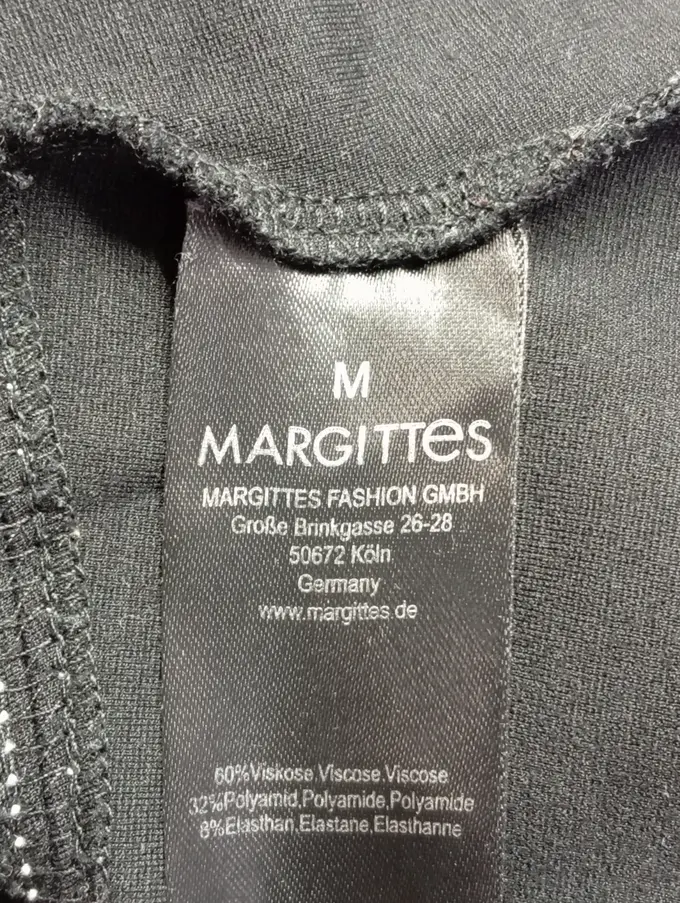 M
MARGITTes
MARGITTES FASHION GMBH
Große Brinkgasse 26-28
50672 Köln
Germany
www.margittes.de
60%Viskose,Viscose,Viscose
32%Polyamid,Polyamide,Polyamide
8%Elasthan,Elastane,Elasthanne